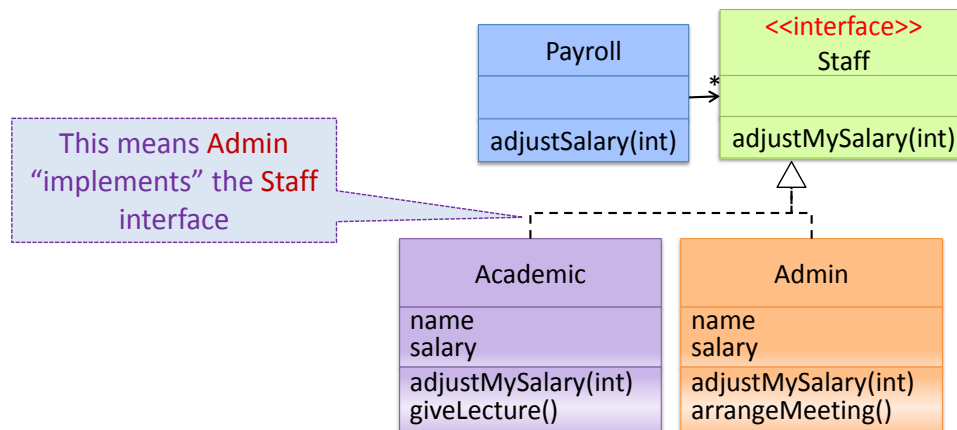 Payroll
adjustSalary(int)
<<interface>>
Staff
*
adjustMySalary(int)
This means Admin
“implements” the Staff
interface
Academic
name
salary
adjustMySalary(int)
giveLecture()
Admin
name
salary
adjustMySalary(int)
arrangeMeeting()